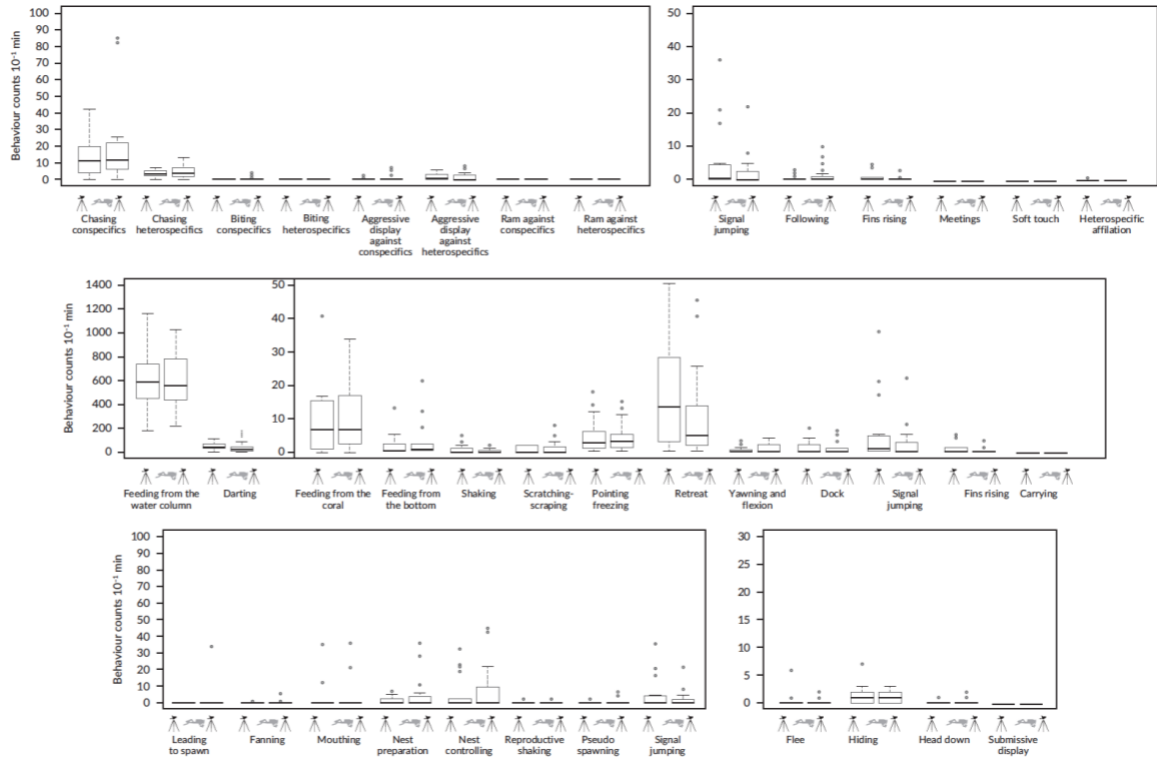 Behaviour counts 10⁻¹ min
100
90
80
70
60
50
40
30
20
10
0
Chasing
conspecifics
Chasing
heterospecifics
Biting
conspecifics
Biting
heterospecifics
Aggressive
display
against
conspecifics
Aggressive
display
against
heterospecifics
Ram against
conspecifics
Ram against
heterospecifics
50
40
30
20
10
0
Signal
jumping
Following
Fins rising
Meetings
Soft touch
Heterospecific
affilation
Behaviour counts 10⁻¹ min
1400
1200
1000
800
600
400
200
0
Feeding from the
water column
Darting
50
40
30
20
10
0
Feeding from the
coral
Feeding from
the bottom
Shaking
Scratching-
scraping
Pointing
freezing
Retreat
Yawning and
flexion
Dock
Signal
jumping
Fins rising
Carrying
Behaviour counts 10⁻¹ min
100
90
80
70
60
50
40
30
20
10
0
Leading
to spawn
Fanning
Mouthing
Nest
preparation
Nest
controlling
Reproductive
shaking
Pseudo
spawning
Signal
jumping
30
25
20
15
10
5
0
Flee
Hiding
Head down
Submissive
display